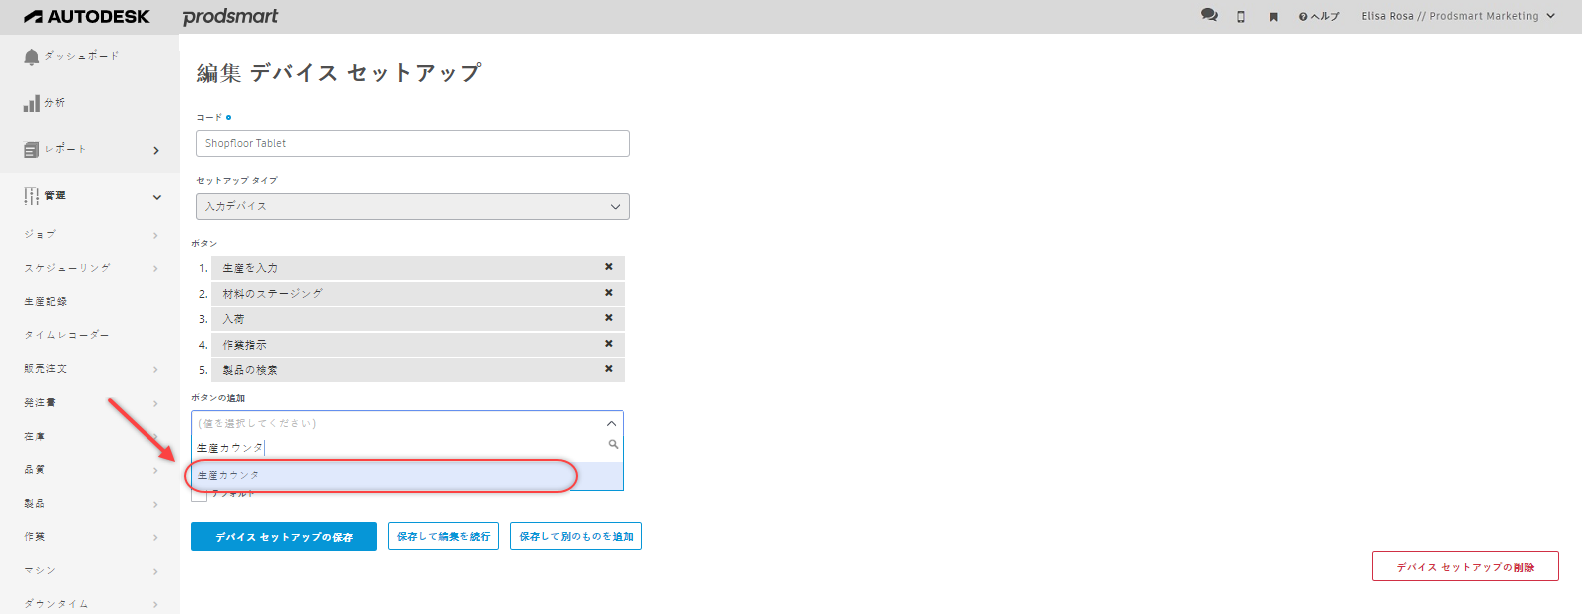 AUTODESK prodsmart ヘルプ Elisa Rosa // Prodsmart Marketing
ダッシュボード
分析
レポート
管理
ジョブ
スケジューリング
生産記録
タイムレコーダー
販売注文
発注書
在庫
品質
製品
作業
マシン
ダウンタイム
編集 デバイス セットアップ
コード
Shopfloor Tablet
セットアップ タイプ
入力デバイス
ボタン
1. 生産を入力
2. 材料のステージング
3. 入荷
4. 作業指示
5. 製品の検索
ボタンの追加
(値を選択してください)
生産カウンタ
生産カウンタ
デフォルト
デバイス セットアップの保存 保存して編集を続行 保存して別のものを追加
デバイス セットアップの削除